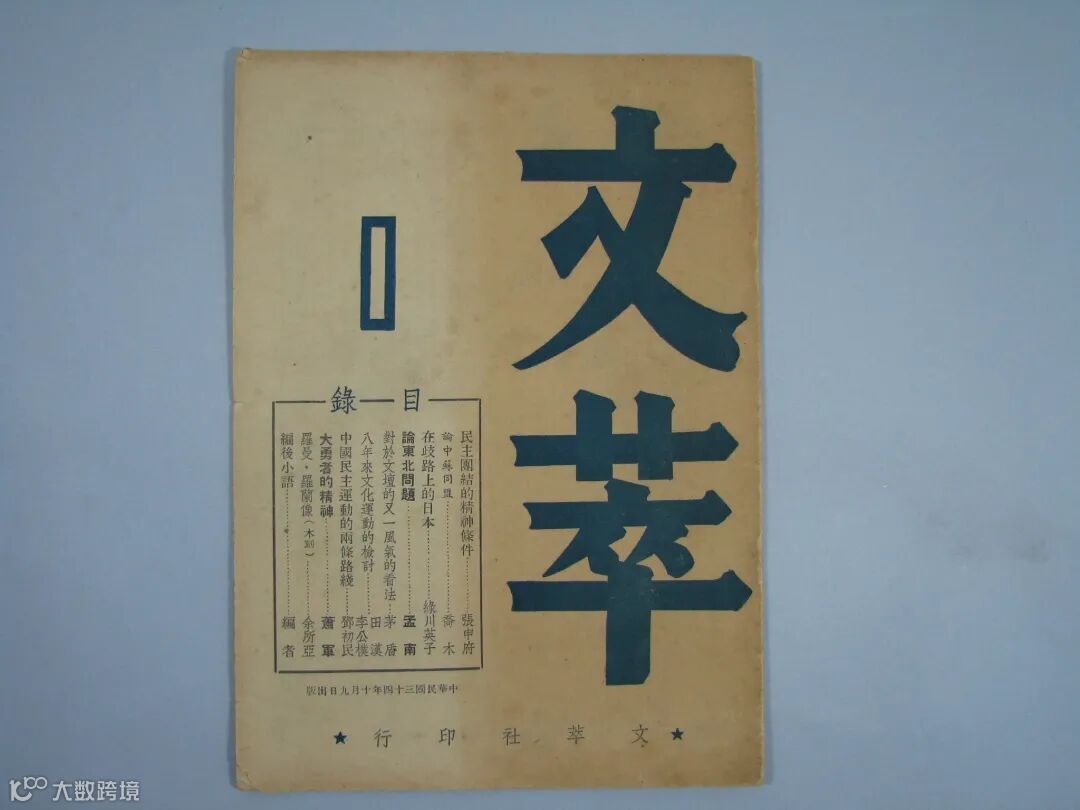 文萃
1
目錄
民主團結的精神條件………張申府
論中蘇同盟………喬木
在歧路上的日本………綠川英子
論東北問題………孟南
對於文壇的又一風氣的看法…茅盾
八年來文化運動的檢討…田漢 李公樸
中國民主運動的兩條路綫…鄧初民
大勇者的精神………蕭軍
羅曼·羅蘭像（木刻）………余所亞
編後小語………編者
中華民國三十四年十月九日出版
★文萃社印行★
大数跨境